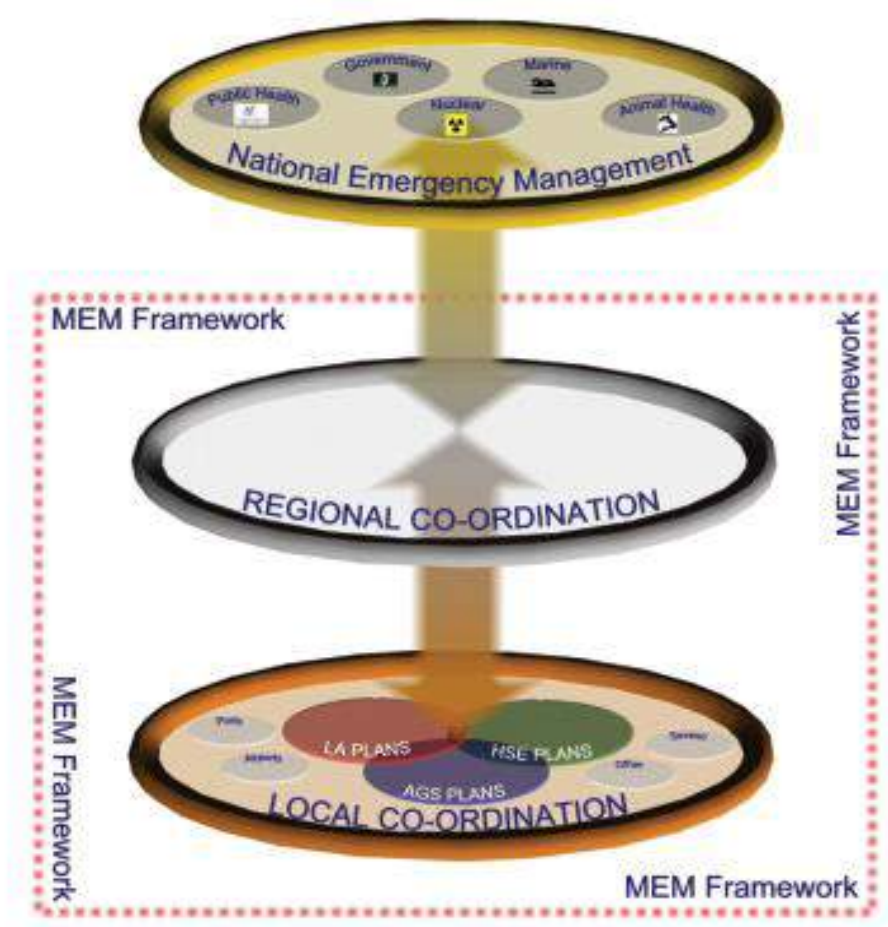 Government
Marine
Public Health
Nuclear
Animal Health
National Emergency Management
MEM Framework
MEM Framework
REGIONAL CO-ORDINATION
MEM Framework
LA PLANS
HSE PLANS
AGS PLANS
LOCAL CO-ORDINATION
MEM Framework